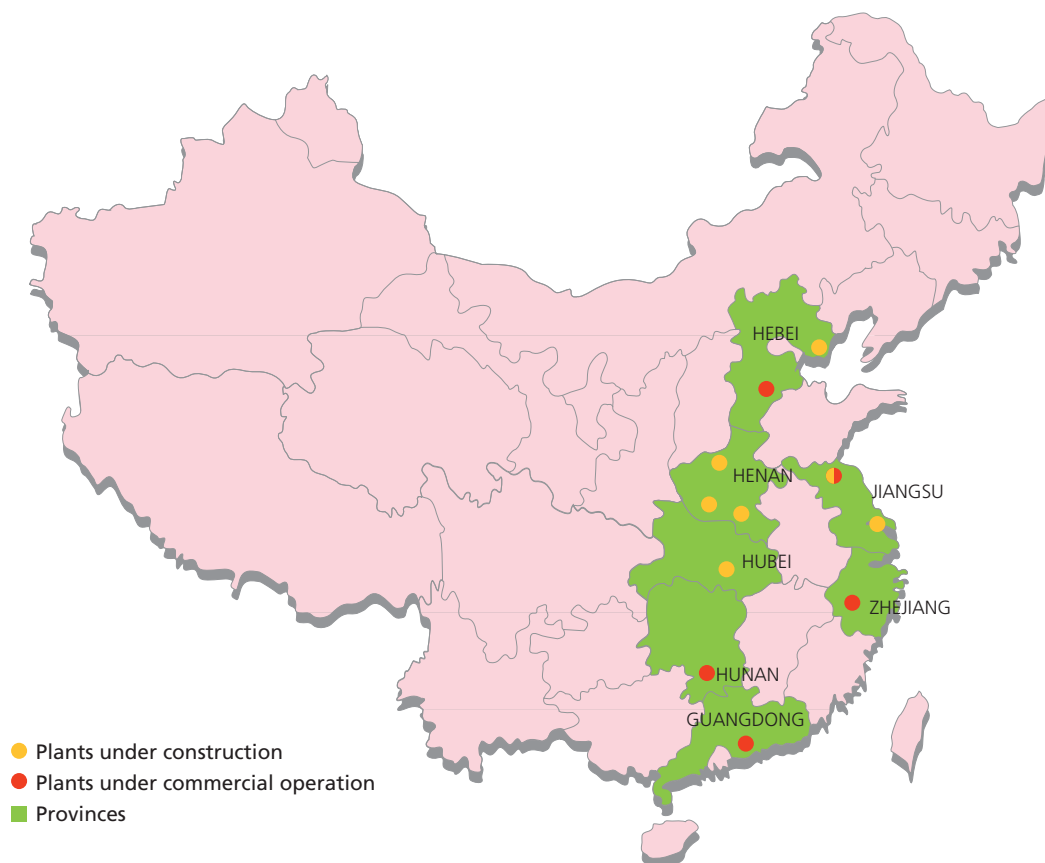 HEBEI
HENAN
JIANGSU
HUBEI
ZHEJIANG
HUNAN
GUANGDONG
Plants under construction
Plants under commercial operation
Provinces